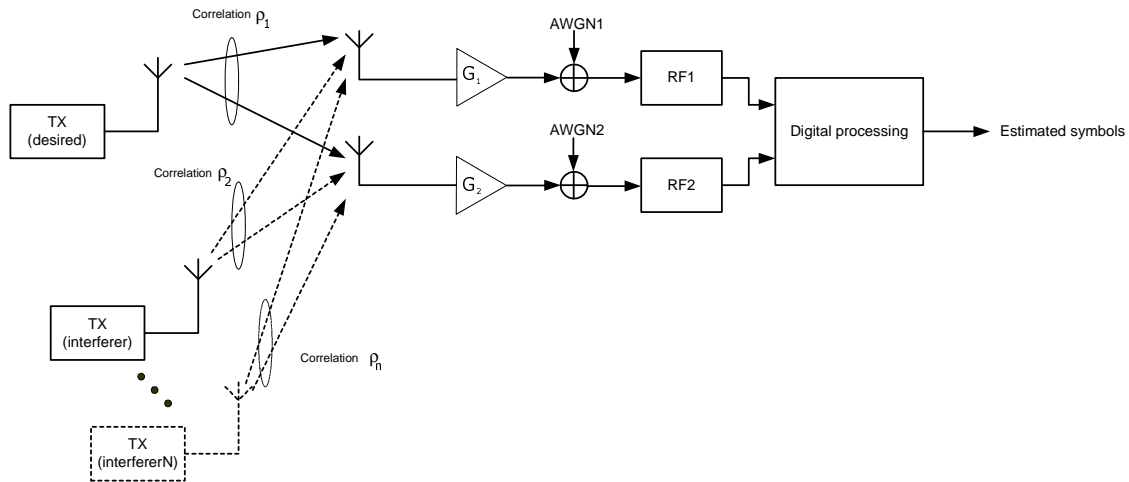 Correlation ρ1
AWGN1
TX
(desired)
G1
RF1
Digital processing
Estimated symbols
AWGN2
Correlation ρ2
G2
RF2
TX
(interferer)
Correlation ρn
TX
(interfererN)